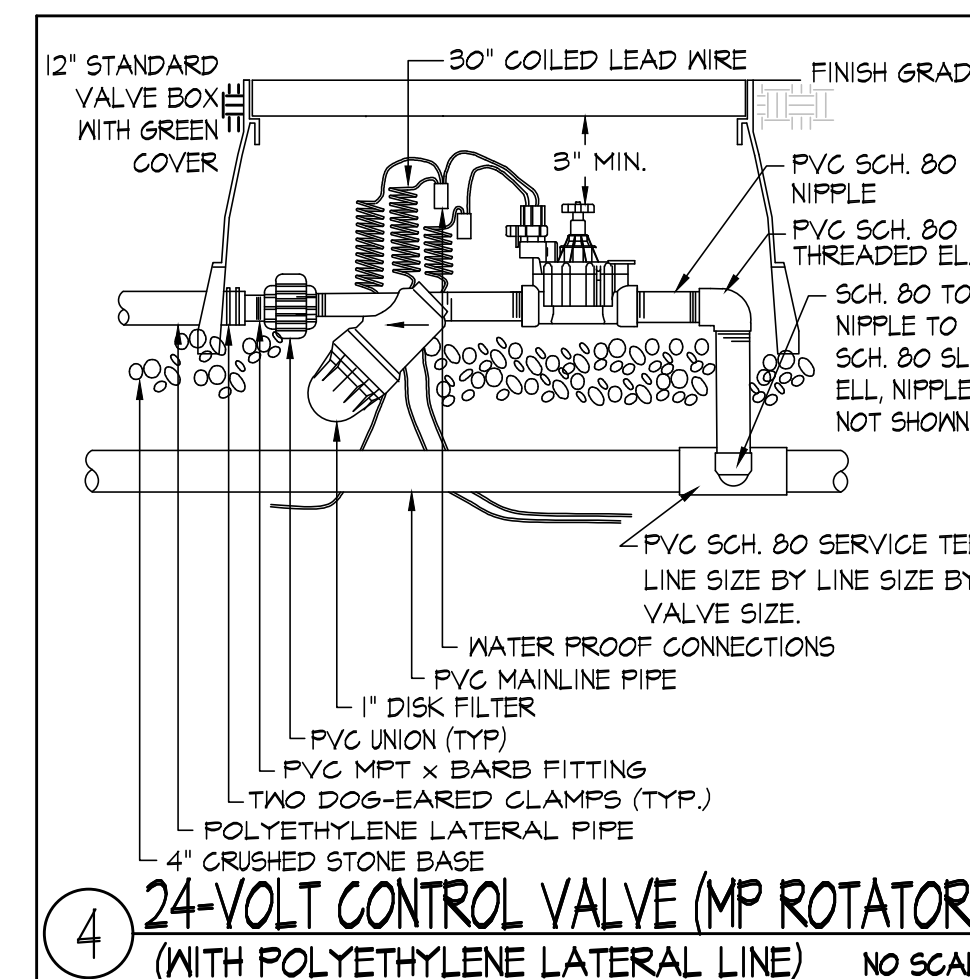 12" STANDARD
VALVE BOX
WITH GREEN
COVER
30" COILED LEAD WIRE
FINISH GRAD
3" MIN.
PVC SCH. 80
NIPPLE
PVC SCH. 80
THREADED EL
SCH. 80 TO
NIPPLE TO
SCH. 80 SL
ELL, NIPPLE
NOT SHOWN
PVC SCH. 80 SERVICE TEE
LINE SIZE BY LINE SIZE BY
VALVE SIZE.
WATER PROOF CONNECTIONS
PVC MAINLINE PIPE
1" DISK FILTER
PVC UNION (TYP)
PVC MPT x BARB FITTING
TWO DOG-EARED CLAMPS (TYP.)
POLYETHYLENE LATERAL PIPE
4" CRUSHED STONE BASE
4
24-VOLT CONTROL VALVE (MP ROTATOR
(WITH POLYETHYLENE LATERAL LINE)
NO SCAL